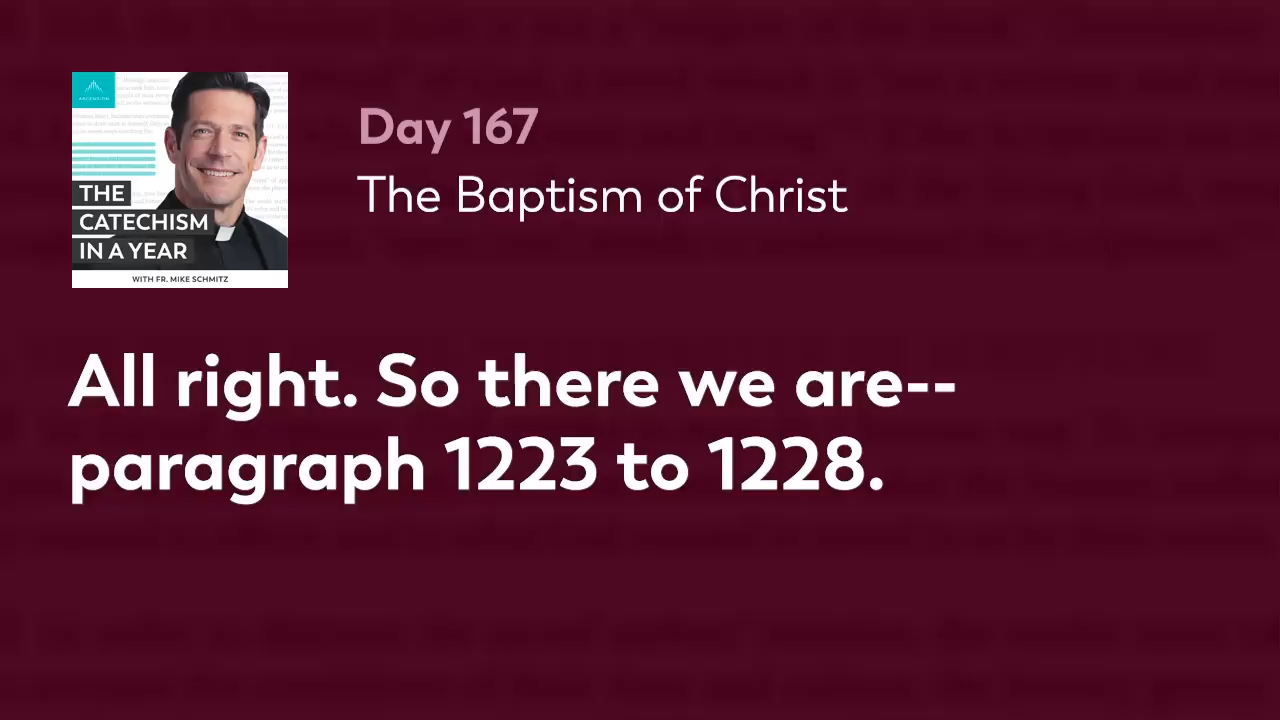 Day 167
The Baptism of Christ
ASCENSION
THE
CATECHISM
IN A YEAR
WITH FR. MIKE SCHMITZ
All right. So there we are--
paragraph 1223 to 1228.